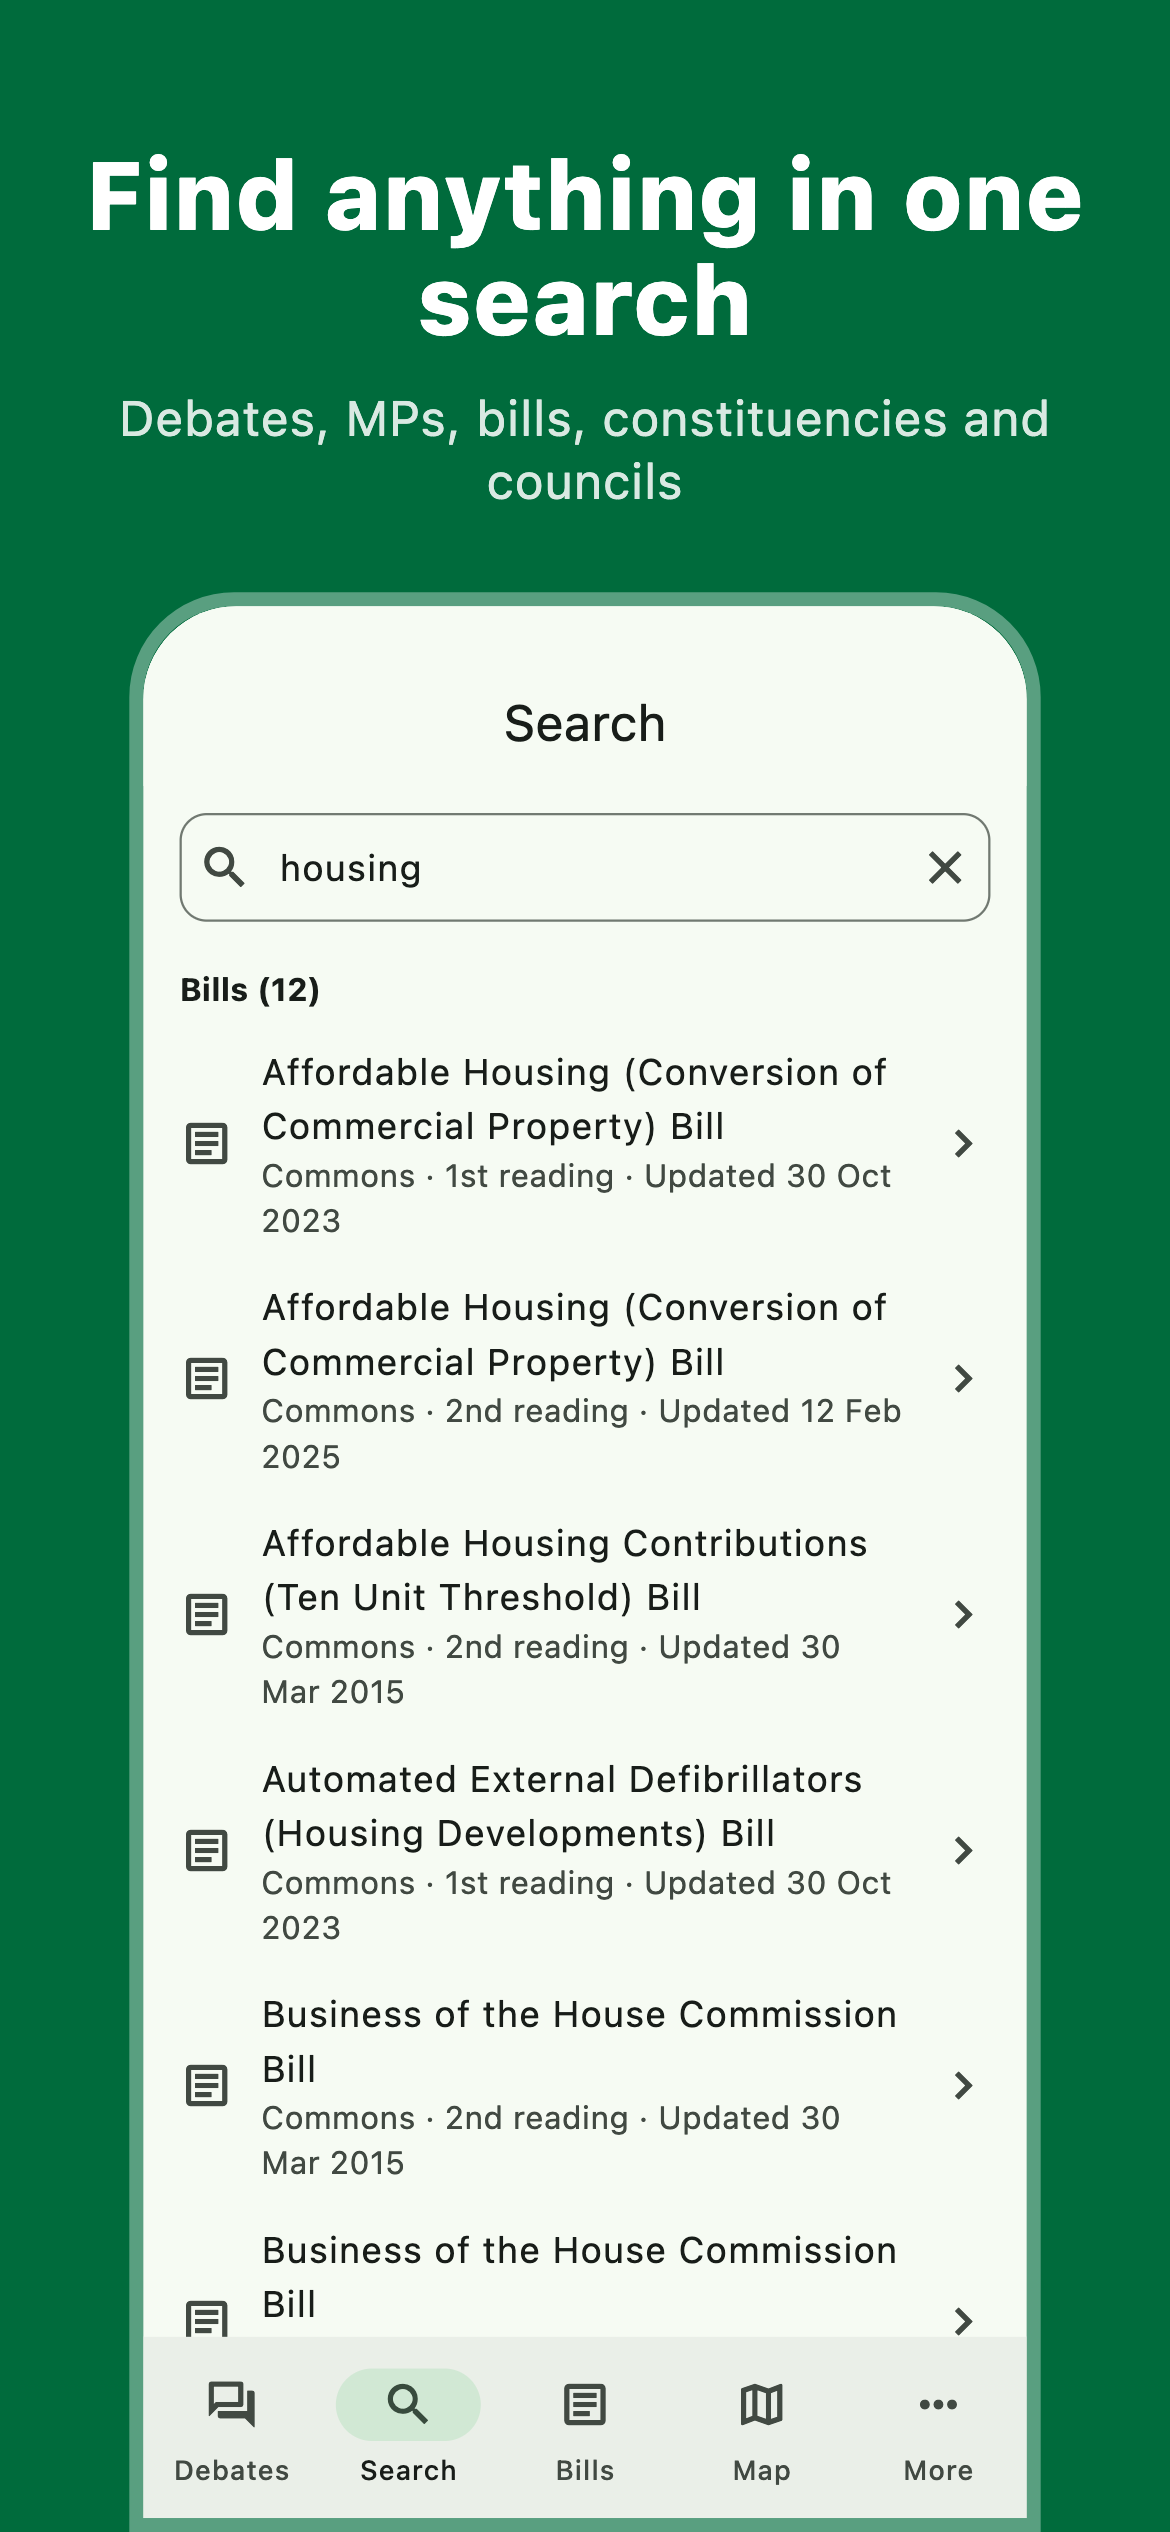 Find anything in one
search
Debates, MPs, bills, constituencies and
councils
Search
housing
Bills (12)
Affordable Housing (Conversion of
Commercial Property) Bill
Commons · 1st reading · Updated 30 Oct
2023
Affordable Housing (Conversion of
Commercial Property) Bill
Commons · 2nd reading · Updated 12 Feb
2025
Affordable Housing Contributions
(Ten Unit Threshold) Bill
Commons · 2nd reading · Updated 30
Mar 2015
Automated External Defibrillators
(Housing Developments) Bill
Commons · 1st reading · Updated 30 Oct
2023
Business of the House Commission
Bill
Commons · 2nd reading · Updated 30
Mar 2015
Business of the House Commission
Bill
Debates
Search
Bills
Map
More